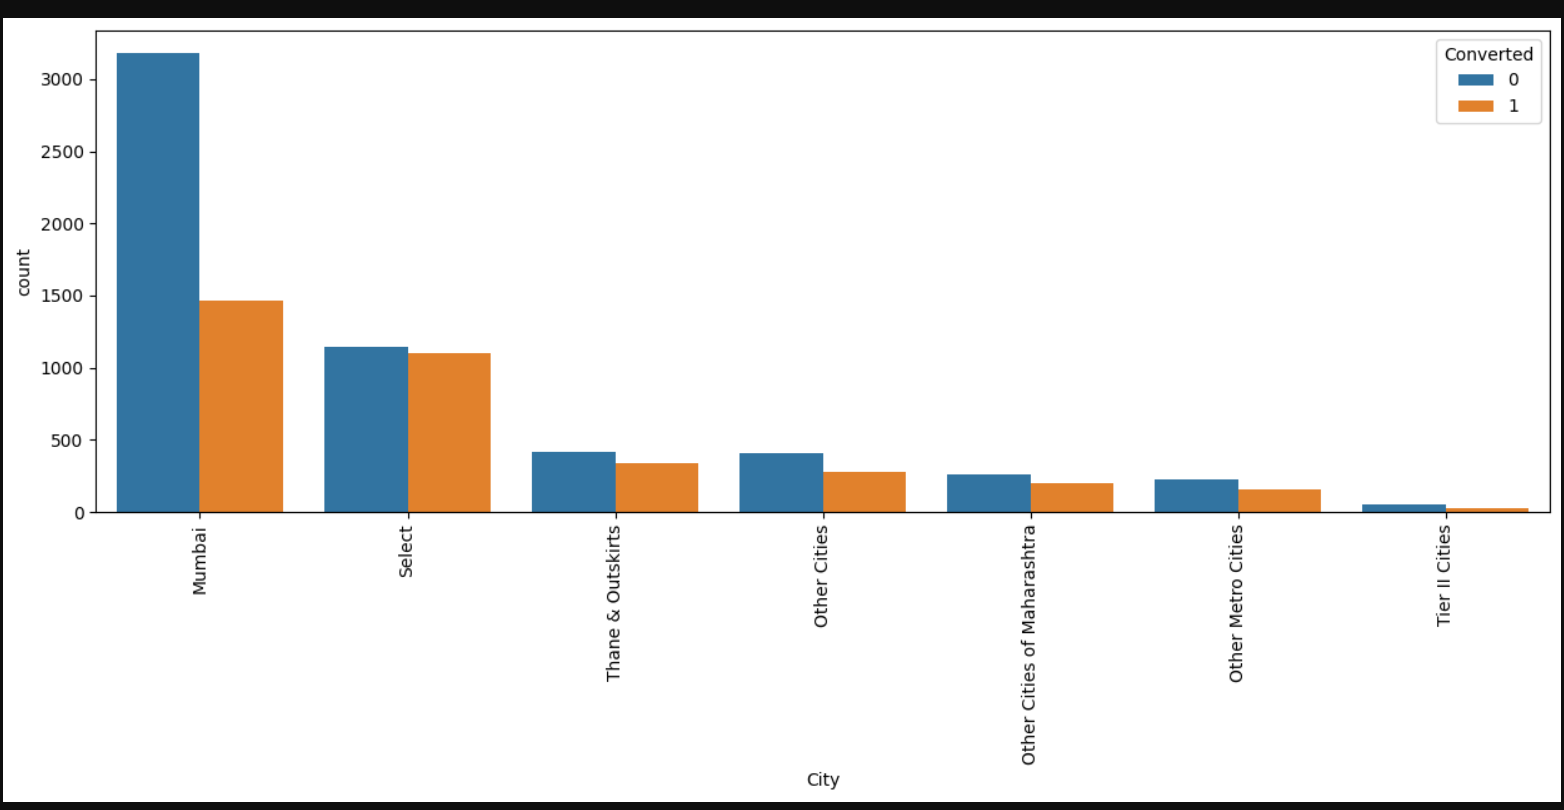 Converted
0
1
3000
2500
2000
1500
1000
500
0
count
Mumbai
Select
Thane & Outskirts
Other Cities
Other Cities of Maharashtra
Other Metro Cities
Tier II Cities
City